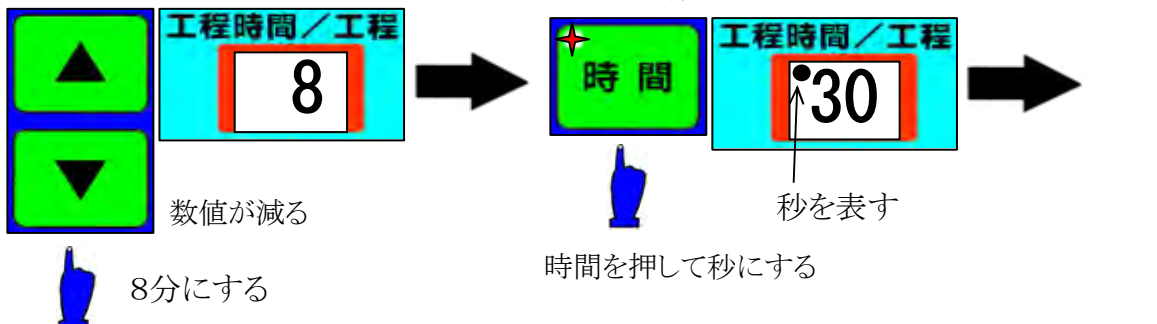 工程時間／工程
8
数値が減る
８分にする
時間
工程時間／工程
30
秒を表す
時間を押して秒にする